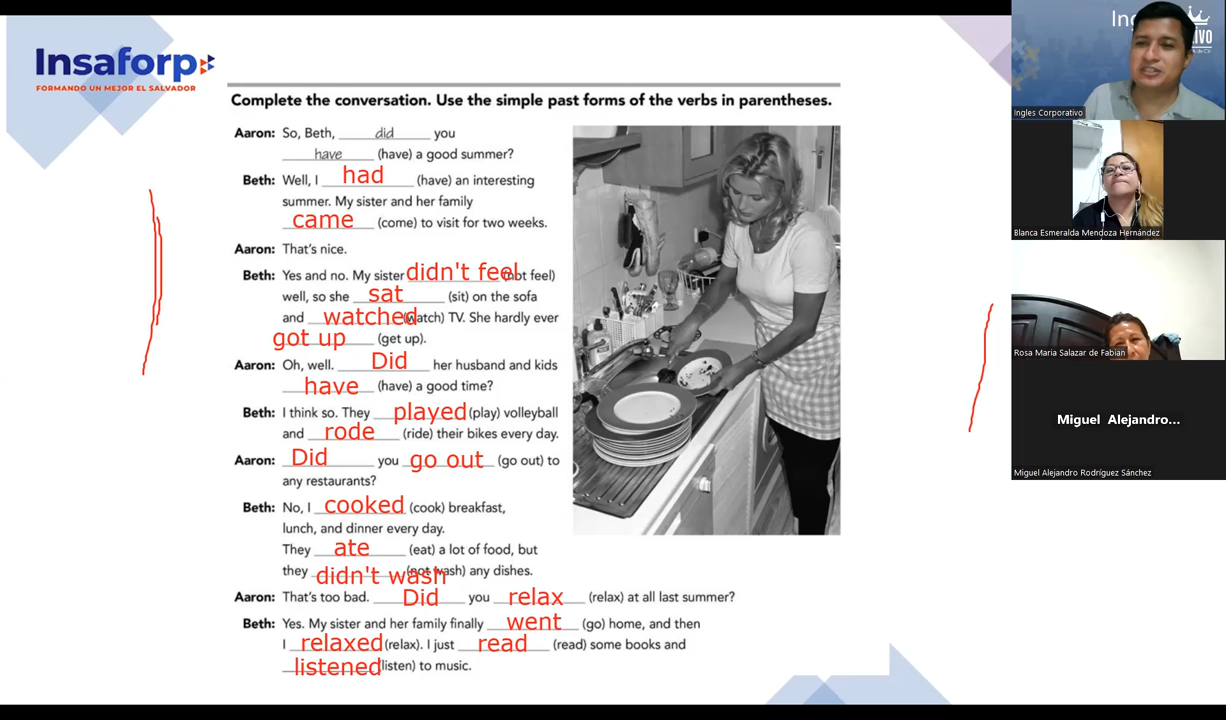 Insaforp
FORMANDO UN MEJOR EL SALVADOR
Complete the conversation. Use the simple past forms of the verbs in parentheses.
Aaron: So, Beth, did you
have (have) a good summer?
Beth: Well, I had (have) an interesting
summer. My sister and her family
came (come) to visit for two weeks.
Aaron: That's nice.
Beth: Yes and no. My sister didn't feel (not feel)
well, so she sat (sit) on the sofa
and watched (watch) TV. She hardly ever
got up (get up).
Aaron: Oh, well. Did her husband and kids
have (have) a good time?
Beth: I think so. They played (play) volleyball
and rode (ride) their bikes every day.
Aaron: Did you go out (go out) to
any restaurants?
Beth: No, I cooked (cook) breakfast,
lunch, and dinner every day.
They ate (eat) a lot of food, but
they didn't wash (not wash) any dishes.
Aaron: That's too bad. Did you relax (relax) at all last summer?
Beth: Yes. My sister and her family finally went (go) home, and then
I relaxed (relax). I just read (read) some books and
listened (listen) to music.
Ingles Corporativo
Blanca Esmeralda Mendoza Hernández
Rosa Maria Salazar de Fabian
Miguel Alejandro...
Miguel Alejandro Rodríguez Sánchez